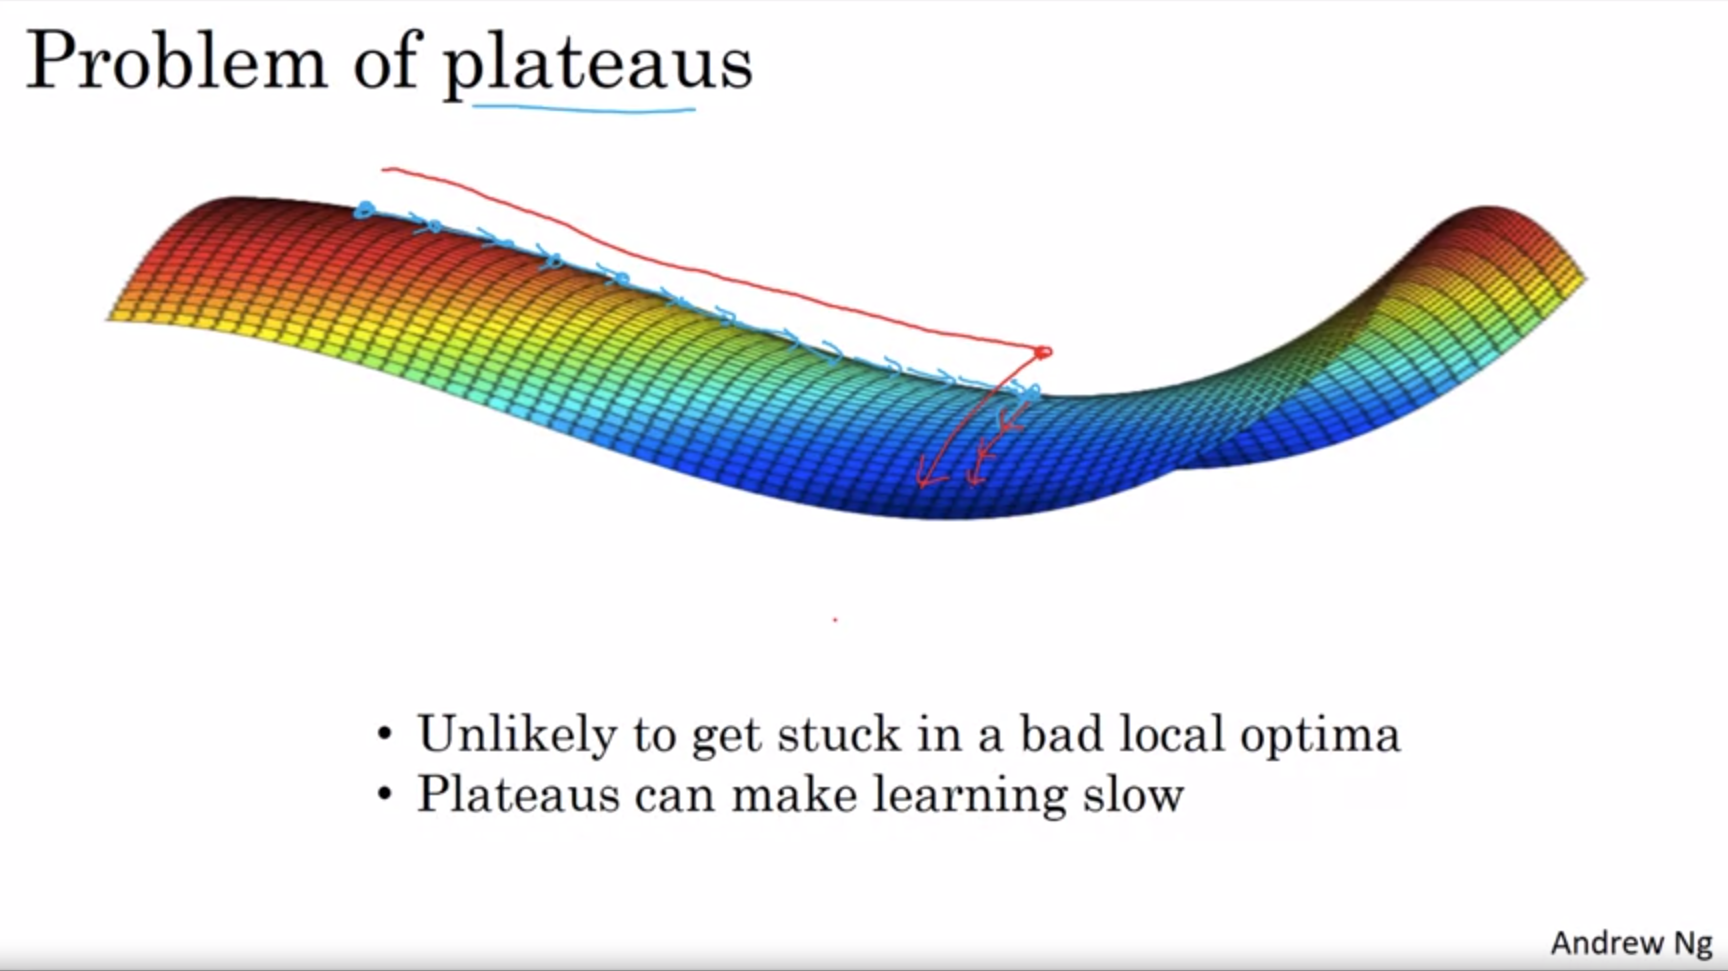 Problem of plateaus
• Unlikely to get stuck in a bad local optima
• Plateaus can make learning slow
Andrew Ng